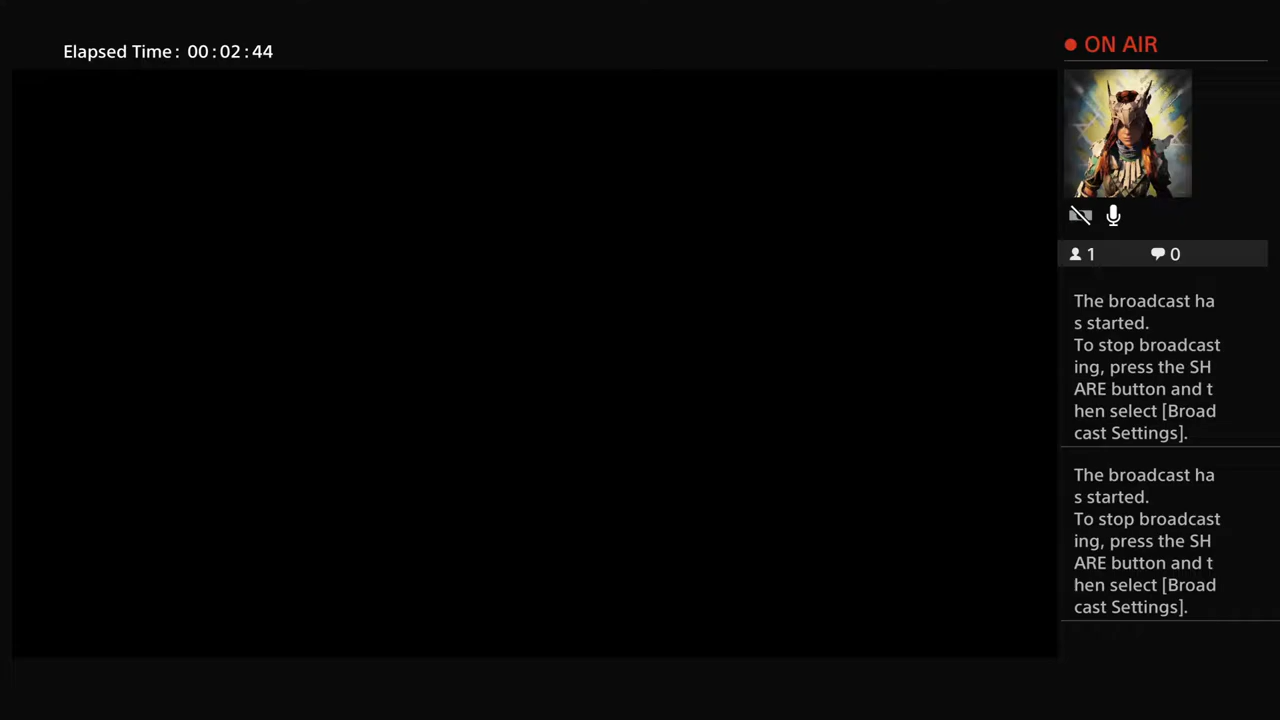 Elapsed Time: 00:02:44
ON AIR
1 0
The broadcast ha
s started.
To stop broadcast
ing, press the SH
ARE button and t
hen select [Broad
cast Settings].
The broadcast ha
s started.
To stop broadcast
ing, press the SH
ARE button and t
hen select [Broad
cast Settings].